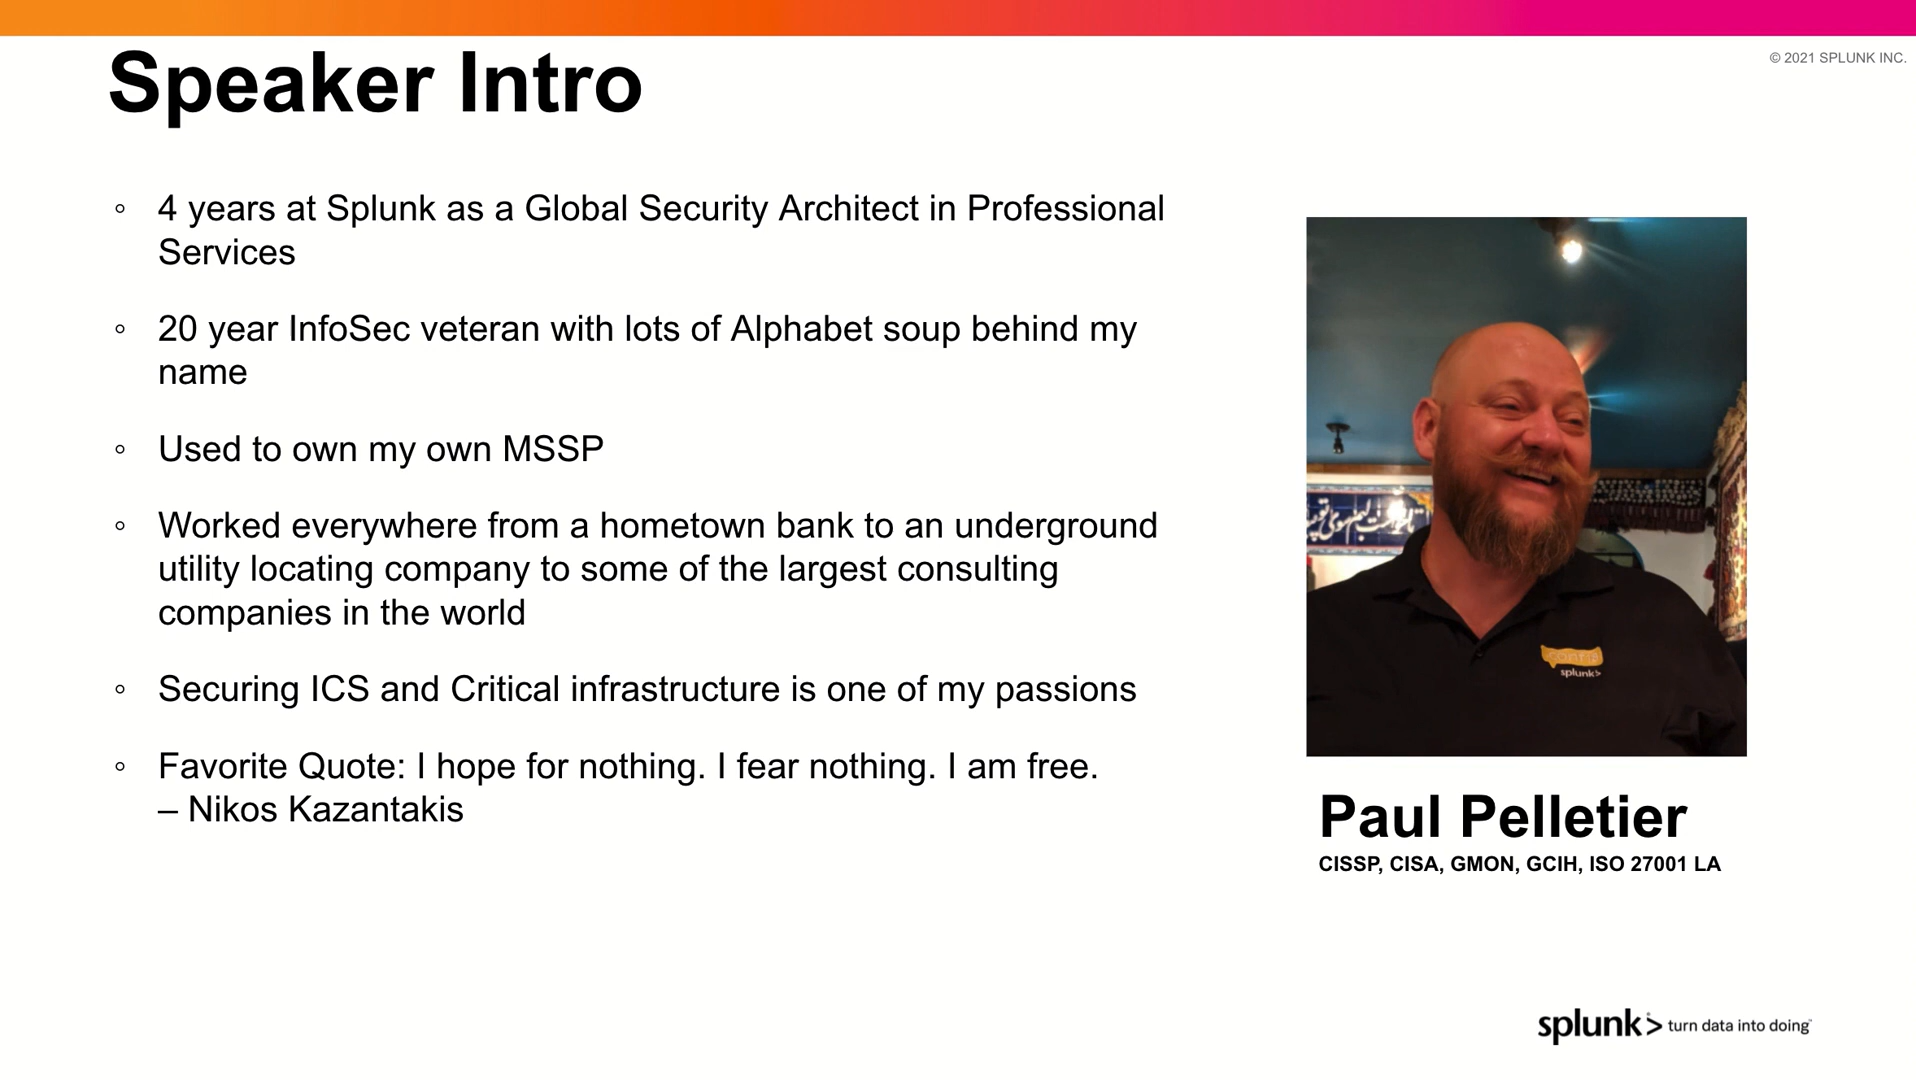 © 2021 SPLUNK INC.
Speaker Intro
◦ 4 years at Splunk as a Global Security Architect in Professional
Services
◦ 20 year InfoSec veteran with lots of Alphabet soup behind my
name
◦ Used to own my own MSSP
◦ Worked everywhere from a hometown bank to an underground
utility locating company to some of the largest consulting
companies in the world
◦ Securing ICS and Critical infrastructure is one of my passions
◦ Favorite Quote: I hope for nothing. I fear nothing. I am free.
– Nikos Kazantakis
splunk>
Paul Pelletier
CISSP, CISA, GMON, GCIH, ISO 27001 LA
splunk> turn data into doing™